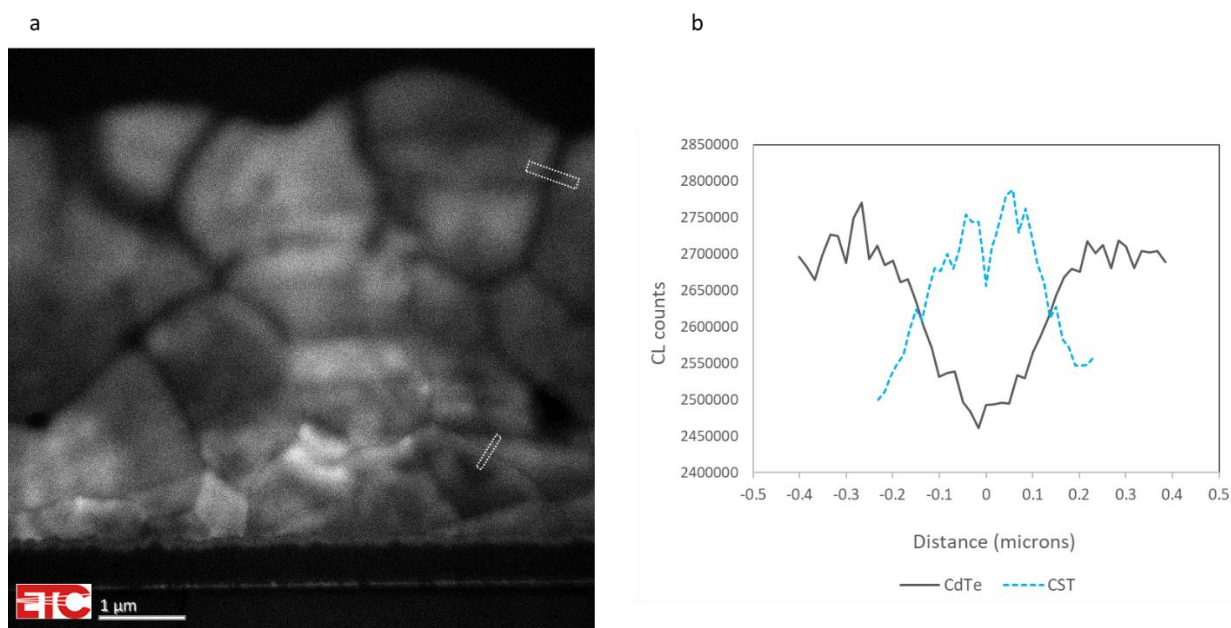 a
b
ETC
1 μm
2850000
2800000
2750000
2700000
2650000
2600000
2550000
2500000
2450000
2400000
CL counts
-0.5 -0.4 -0.3 -0.2 -0.1 0 0.1 0.2 0.3 0.4 0.5
Distance (microns)
CdTe CST